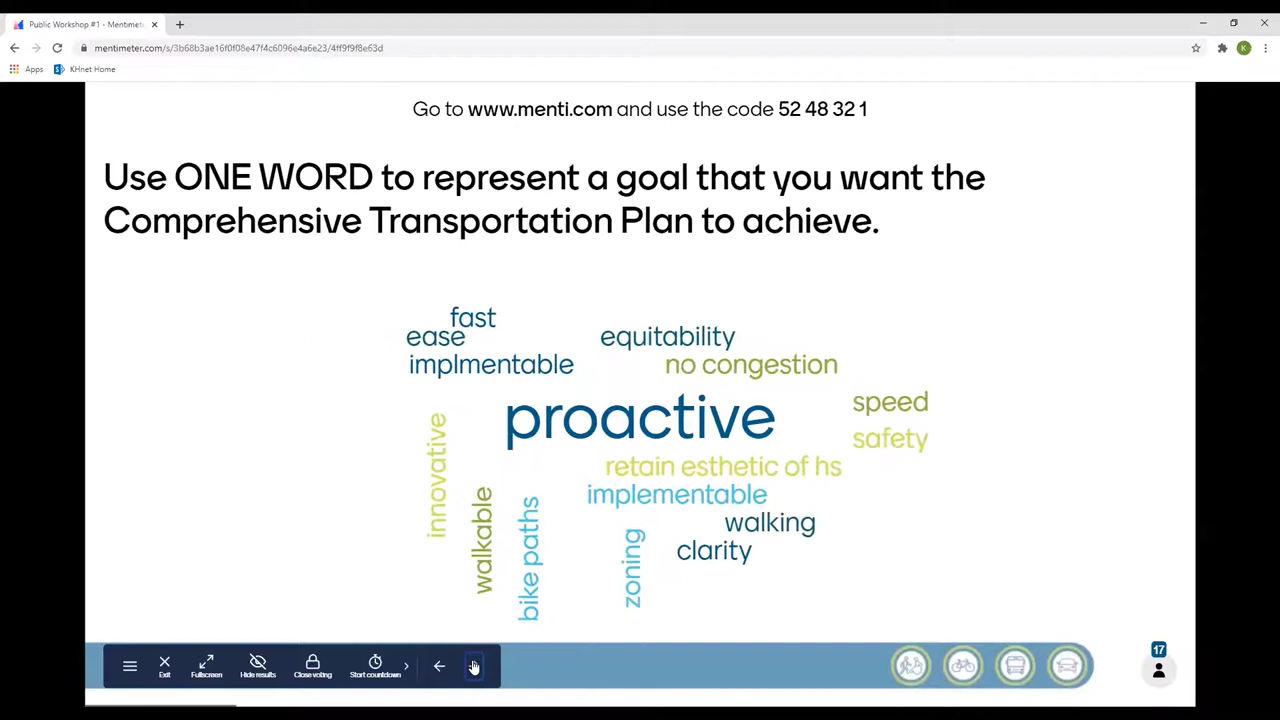 Public Workshop #1 - Mentimet
mentimeter.com/s/3b68b3ae16f0f08e47f4c6096e4a6e23/4ff9f9f8e63d
K
Apps
KHnet Home
Go to www.menti.com and use the code 52 48 32 1
Use ONE WORD to represent a goal that you want the
Comprehensive Transportation Plan to achieve.
fast
ease
equitability
implmentable
no congestion
proactive
speed
safety
innovative
retain esthetic of hs
implementable
walkable
bike paths
walking
zoning
clarity
Exit
Fullscreen
Hide results
Close voting
Start countdown
17